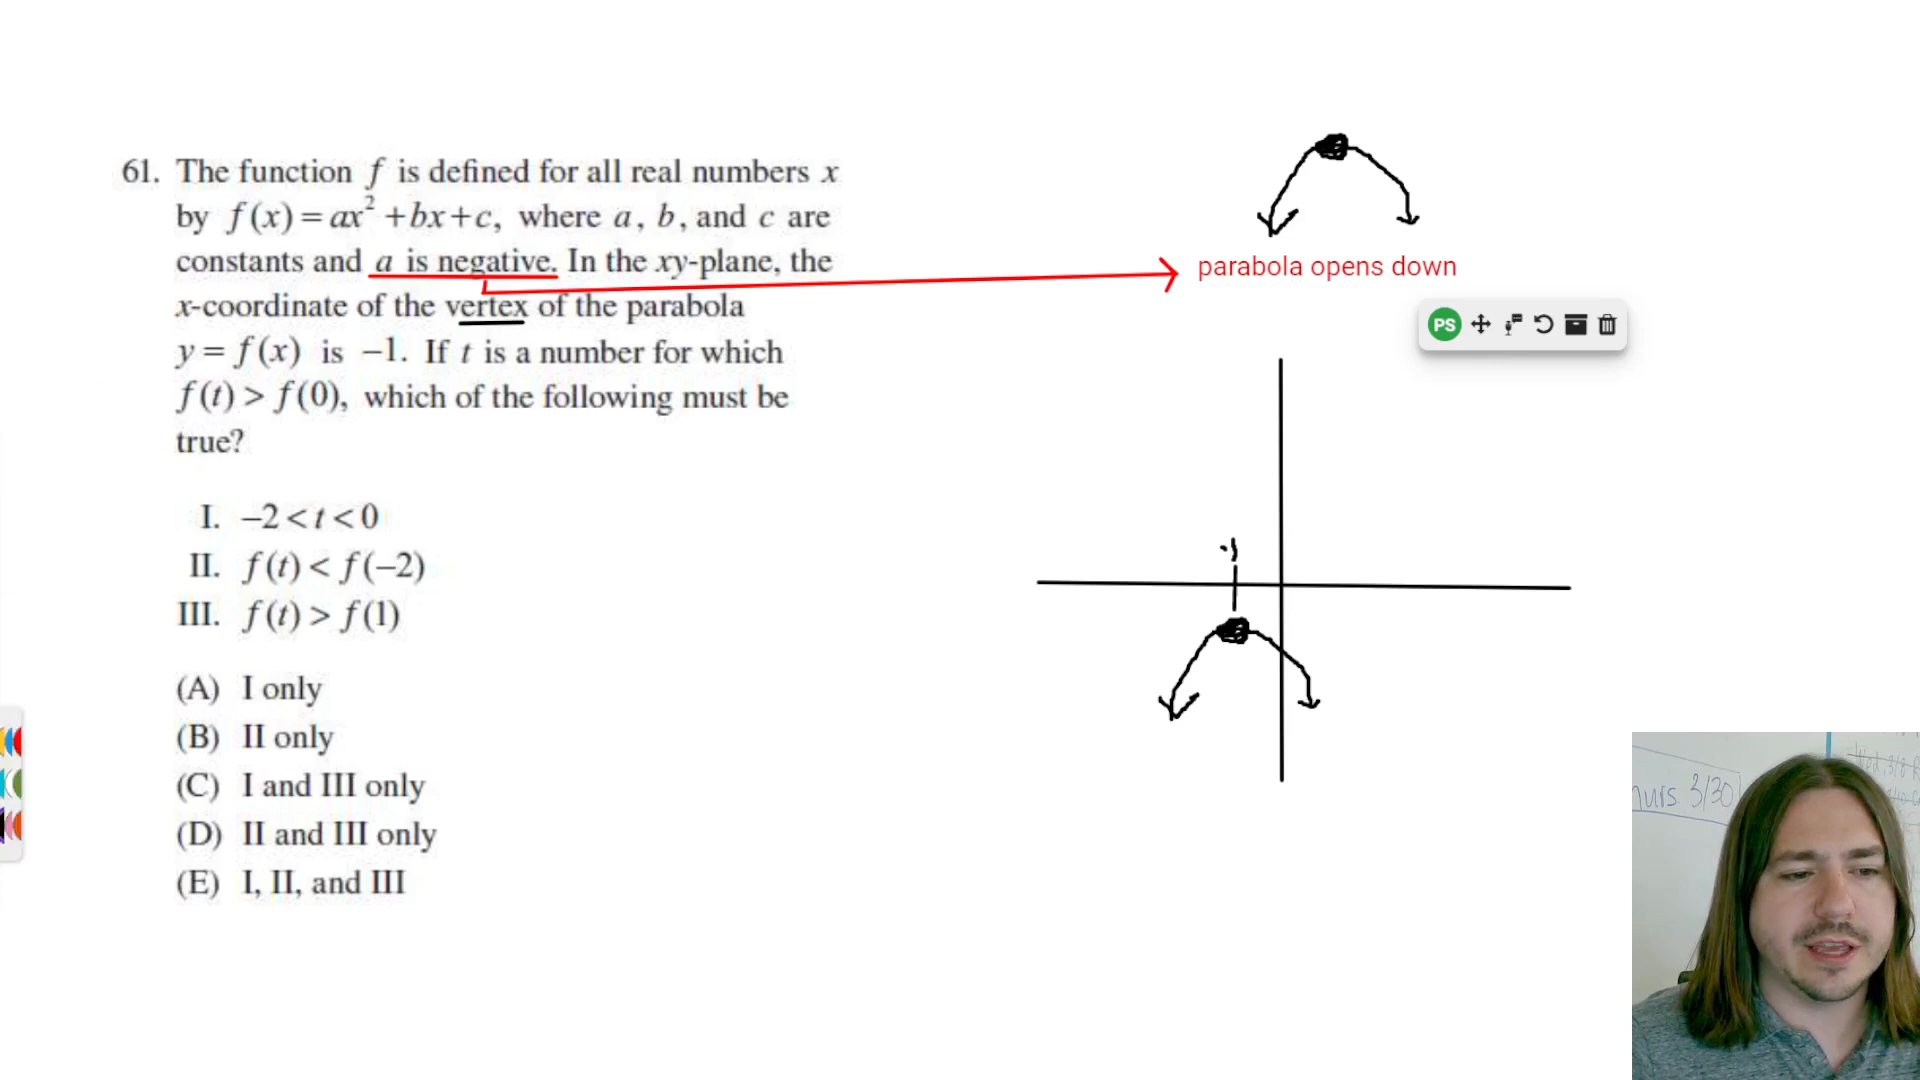 61. The function f is defined for all real numbers x
by f(x) = ax² + bx + c, where a, b, and c are
constants and a is negative. In the xy-plane, the
x-coordinate of the vertex of the parabola
y = f(x) is −1. If t is a number for which
f(t) > f(0), which of the following must be
true?
I. −2 < t < 0
II. f(t) < f(−2)
III. f(t) > f(1)
(A) I only
(B) II only
(C) I and III only
(D) II and III only
(E) I, II, and III
parabola opens down
PS
-1
3/30